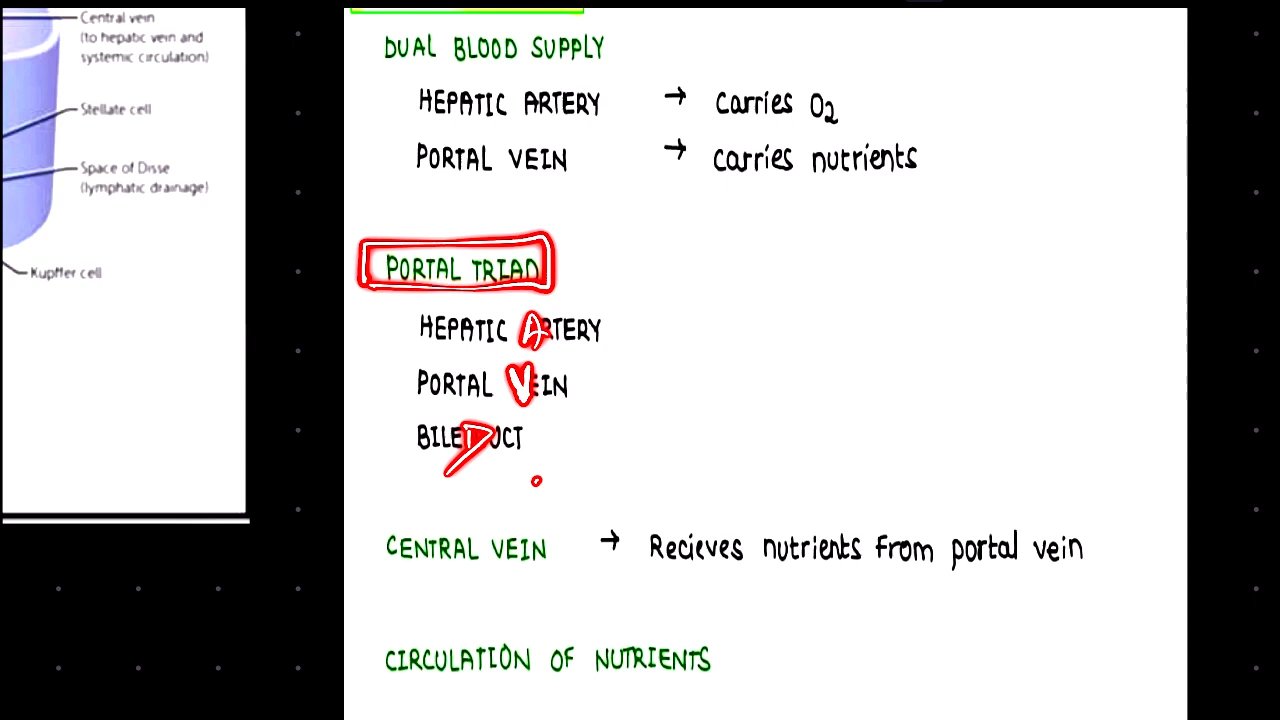 Central vein
(to hepatic vein and
systemic circulation)
Stellate cell
Space of Disse
(lymphatic drainage)
Kupffer cell
DUAL BLOOD SUPPLY
HEPATIC ARTERY → Carries O2
PORTAL VEIN → Carries nutrients
PORTAL TRIAD
HEPATIC ARTERY
PORTAL VEIN
BILE DUCT
CENTRAL VEIN → Recieves nutrients from portal vein
CIRCULATION OF NUTRIENTS